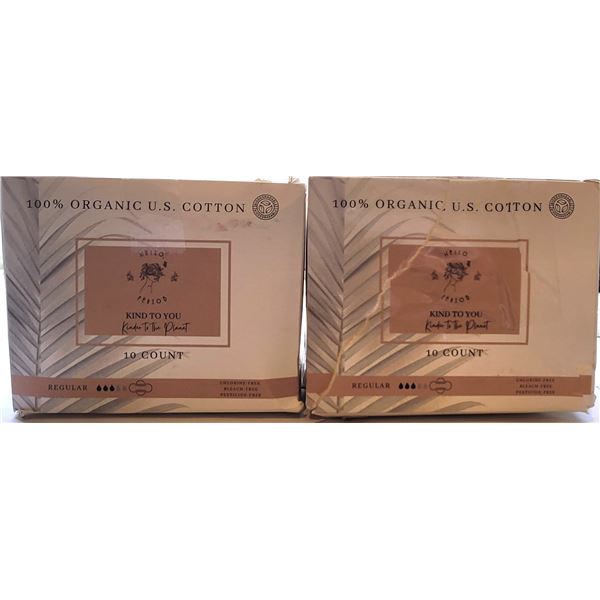 100% ORGANIC U.S. COTTON
HELLO
PERIOD
KIND TO YOU
Kinder to the Planet
10 COUNT
REGULAR
CHLORINE-FREE
BLEACH-FREE
PESTICIDE-FREE
100% ORGANIC U.S. COTTON
HELLO
PERIOD
KIND TO YOU
Kinder to the Planet
10 COUNT
REGULAR
CHLORINE-FREE
BLEACH-FREE
PESTICIDE-FREE